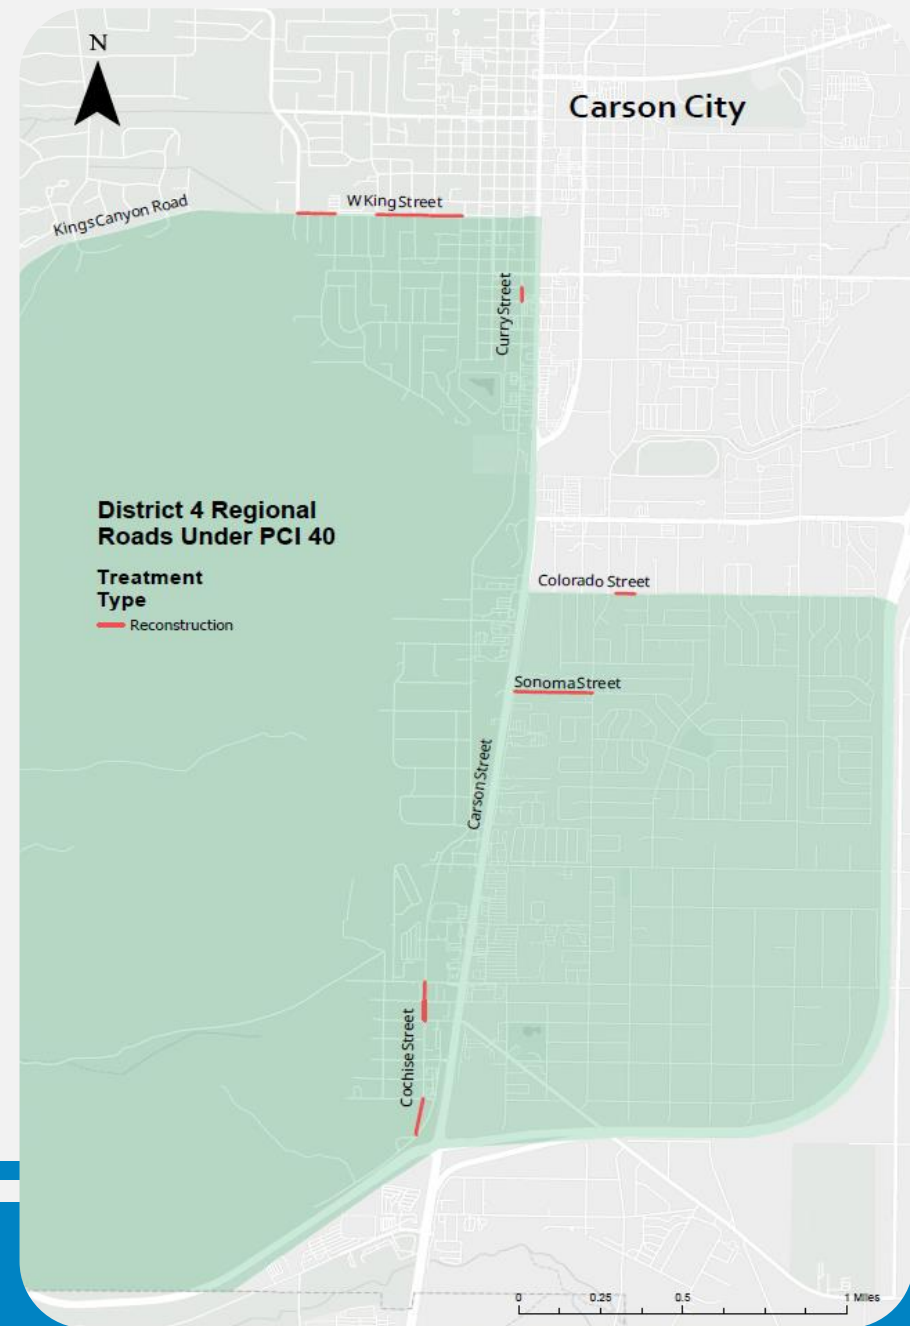 N
Carson City
W King Street
Kings Canyon Road
Curry Street
District 4 Regional
Roads Under PCI 40
Treatment
Type
Reconstruction
Colorado Street
Sonoma Street
Carson Street
Cochise Street
0 0.25 0.5 1 Miles